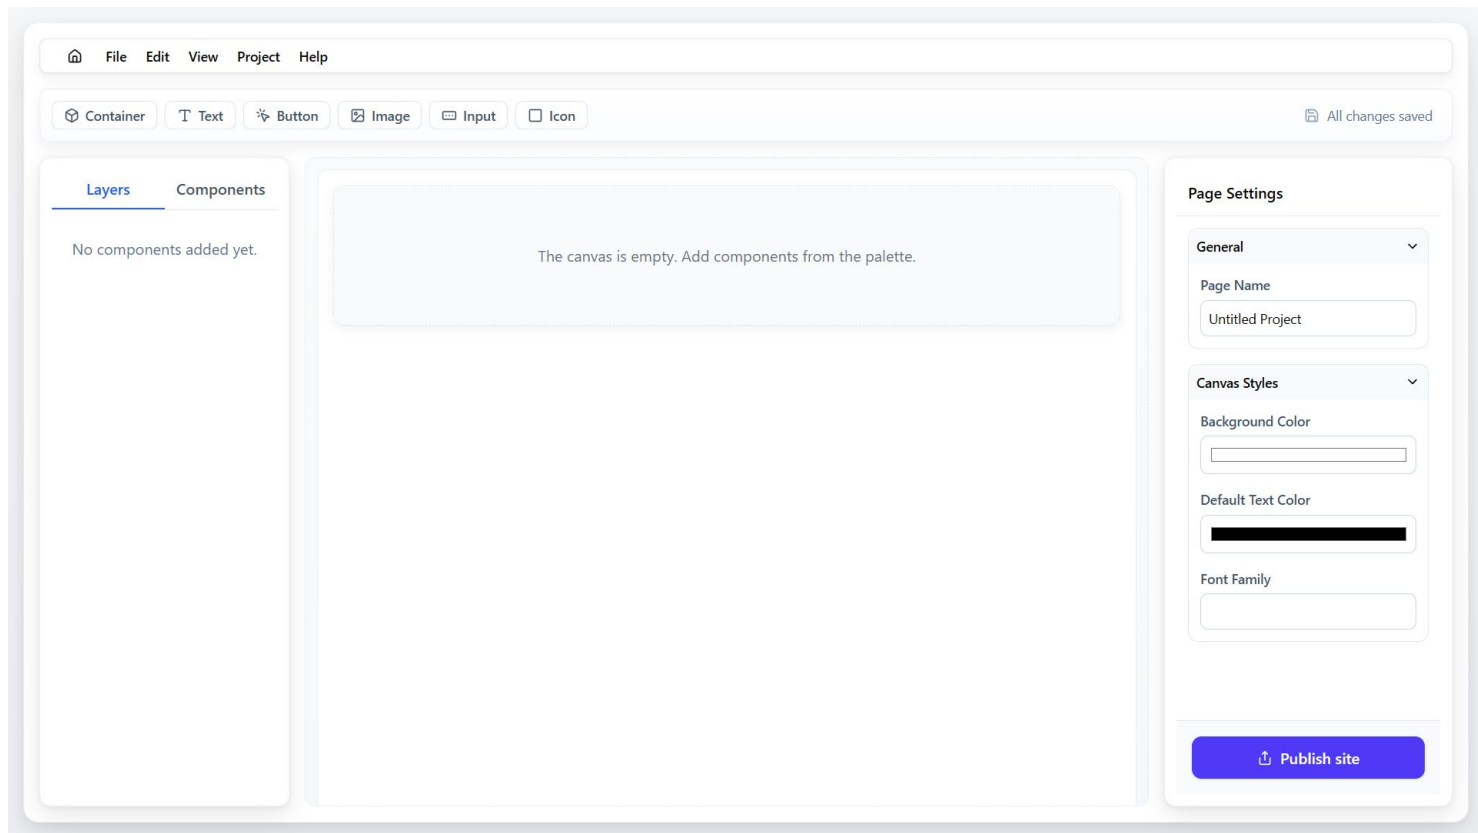 File Edit View Project Help
Container Text Button Image Input Icon All changes saved
Layers Components
No components added yet.
The canvas is empty. Add components from the palette.
Page Settings
General
Page Name
Untitled Project
Canvas Styles
Background Color
Default Text Color
Font Family
Publish site